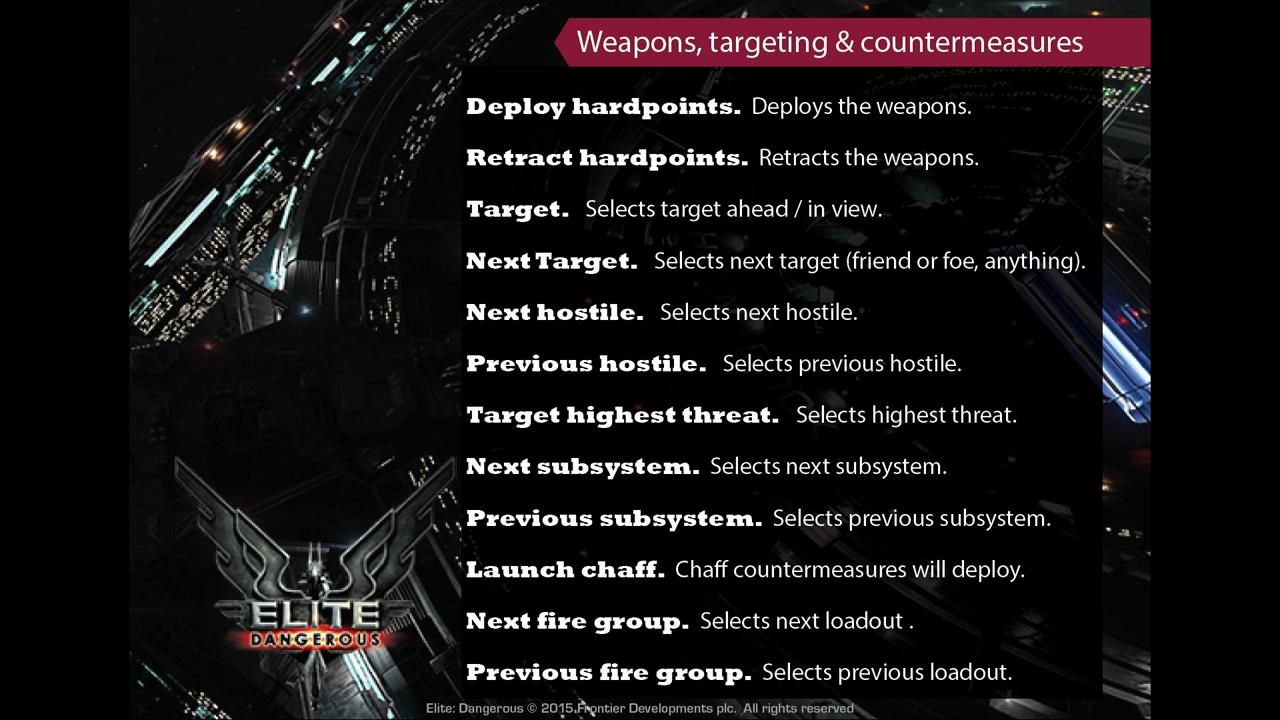 Weapons, targeting & countermeasures
Deploy hardpoints. Deploys the weapons.
Retract hardpoints. Retracts the weapons.
Target. Selects target ahead / in view.
Next Target. Selects next target (friend or foe, anything).
Next hostile. Selects next hostile.
Previous hostile. Selects previous hostile.
Target highest threat. Selects highest threat.
Next subsystem. Selects next subsystem.
Previous subsystem. Selects previous subsystem.
Launch chaff. Chaff countermeasures will deploy.
Next fire group. Selects next loadout .
Previous fire group. Selects previous loadout.
ELITE
DANGEROUS
Elite: Dangerous © 2015.Frontier Developments plc. All rights reserved